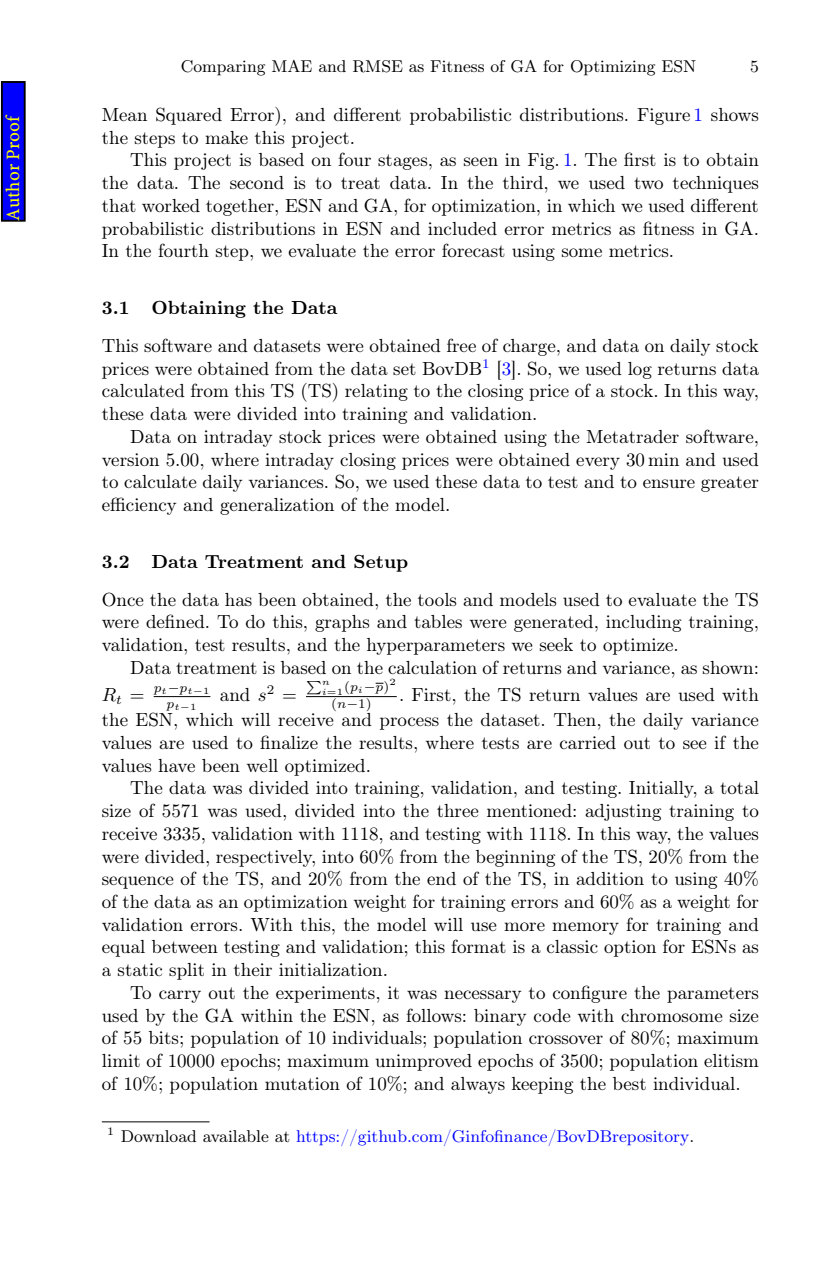 Comparing MAE and RMSE as Fitness of GA for Optimizing ESN 5
Author Proof
Mean Squared Error), and different probabilistic distributions. Figure 1 shows
the steps to make this project.
This project is based on four stages, as seen in Fig. 1. The first is to obtain
the data. The second is to treat data. In the third, we used two techniques
that worked together, ESN and GA, for optimization, in which we used different
probabilistic distributions in ESN and included error metrics as fitness in GA.
In the fourth step, we evaluate the error forecast using some metrics.
3.1 Obtaining the Data
This software and datasets were obtained free of charge, and data on daily stock
prices were obtained from the data set BovDB¹ [3]. So, we used log returns data
calculated from this TS (TS) relating to the closing price of a stock. In this way,
these data were divided into training and validation.
Data on intraday stock prices were obtained using the Metatrader software,
version 5.00, where intraday closing prices were obtained every 30 min and used
to calculate daily variances. So, we used these data to test and to ensure greater
efficiency and generalization of the model.
3.2 Data Treatment and Setup
Once the data has been obtained, the tools and models used to evaluate the TS
were defined. To do this, graphs and tables were generated, including training,
validation, test results, and the hyperparameters we seek to optimize.
Data treatment is based on the calculation of returns and variance, as shown:
$R_t = \frac{p_t - p_{t-1}}{p_{t-1}}$ and $s^2 = \frac{\sum_{i=1}^{n}(p_i - \overline{p})^2}{(n-1)}$. First, the TS return values are used with
the ESN, which will receive and process the dataset. Then, the daily variance
values are used to finalize the results, where tests are carried out to see if the
values have been well optimized.
The data was divided into training, validation, and testing. Initially, a total
size of 5571 was used, divided into the three mentioned: adjusting training to
receive 3335, validation with 1118, and testing with 1118. In this way, the values
were divided, respectively, into 60% from the beginning of the TS, 20% from the
sequence of the TS, and 20% from the end of the TS, in addition to using 40%
of the data as an optimization weight for training errors and 60% as a weight for
validation errors. With this, the model will use more memory for training and
equal between testing and validation; this format is a classic option for ESNs as
a static split in their initialization.
To carry out the experiments, it was necessary to configure the parameters
used by the GA within the ESN, as follows: binary code with chromosome size
of 55 bits; population of 10 individuals; population crossover of 80%; maximum
limit of 10000 epochs; maximum unimproved epochs of 3500; population elitism
of 10%; population mutation of 10%; and always keeping the best individual.
¹ Download available at https://github.com/Ginfofinance/BovDBrepository.